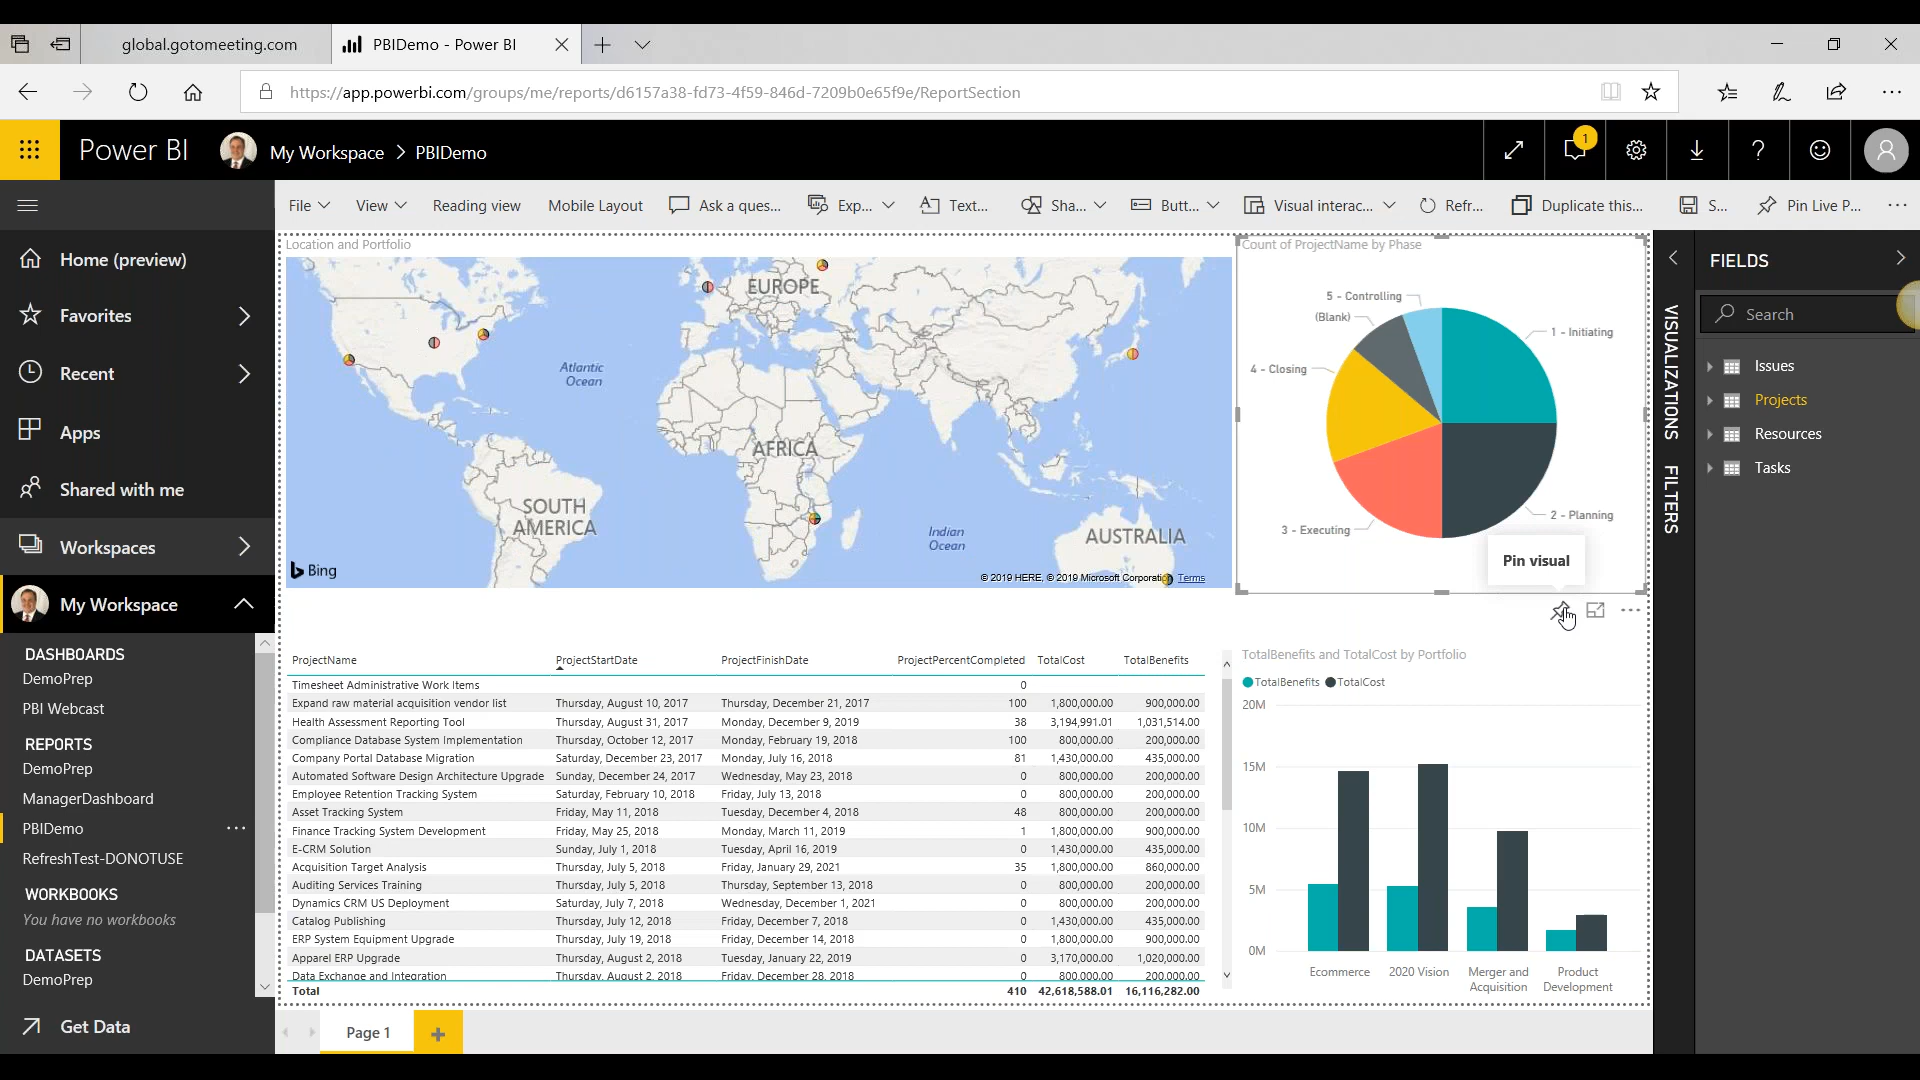 global.gotomeeting.com
PBIDemo - Power BI
https://app.powerbi.com/groups/me/reports/d6157a38-fd73-4f59-846d-7209b0e65f9e/ReportSection
Power BI
My Workspace > PBIDemo
1
File
View
Reading view
Mobile Layout
Ask a ques...
Exp...
Text...
Sha...
Butt...
Visual interac...
Refr...
Duplicate this...
S...
Pin Live P...
Home (preview)
Favorites
Recent
Apps
Shared with me
Workspaces
My Workspace
DASHBOARDS
DemoPrep
PBI Webcast
REPORTS
DemoPrep
ManagerDashboard
PBIDemo
RefreshTest-DONOTUSE
WORKBOOKS
You have no workbooks
DATASETS
DemoPrep
Get Data
Location and Portfolio
EUROPE
Atlantic
Ocean
AFRICA
SOUTH
AMERICA
Indian
Ocean
AUSTRALIA
Bing
© 2019 HERE, © 2019 Microsoft Corporation Terms
Count of ProjectName by Phase
5 - Controlling
(Blank)
1 - Initiating
4 - Closing
2 - Planning
3 - Executing
Pin visual
ProjectName ProjectStartDate ProjectFinishDate ProjectPercentCompleted TotalCost TotalBenefits
Timesheet Administrative Work Items 0
Expand raw material acquisition vendor list Thursday, August 10, 2017 Thursday, December 21, 2017 100 1,800,000.00 900,000.00
Health Assessment Reporting Tool Thursday, August 31, 2017 Monday, December 9, 2019 38 3,194,991.01 1,031,514.00
Compliance Database System Implementation Thursday, October 12, 2017 Monday, February 19, 2018 100 800,000.00 200,000.00
Company Portal Database Migration Saturday, December 23, 2017 Monday, July 16, 2018 81 1,430,000.00 435,000.00
Automated Software Design Architecture Upgrade Sunday, December 24, 2017 Wednesday, May 23, 2018 0 800,000.00 200,000.00
Employee Retention Tracking System Saturday, February 10, 2018 Friday, July 13, 2018 0 800,000.00 200,000.00
Asset Tracking System Friday, May 11, 2018 Tuesday, December 4, 2018 48 800,000.00 200,000.00
Finance Tracking System Development Friday, May 25, 2018 Monday, March 11, 2019 1 1,800,000.00 900,000.00
E-CRM Solution Sunday, July 1, 2018 Tuesday, April 16, 2019 0 1,430,000.00 435,000.00
Acquisition Target Analysis Thursday, July 5, 2018 Friday, January 29, 2021 35 1,800,000.00 860,000.00
Auditing Services Training Thursday, July 5, 2018 Thursday, September 13, 2018 0 800,000.00 200,000.00
Dynamics CRM US Deployment Saturday, July 7, 2018 Wednesday, December 1, 2021 0 800,000.00 200,000.00
Catalog Publishing Thursday, July 12, 2018 Friday, December 7, 2018 0 1,430,000.00 435,000.00
ERP System Equipment Upgrade Thursday, July 19, 2018 Friday, December 14, 2018 0 1,800,000.00 900,000.00
Apparel ERP Upgrade Thursday, August 2, 2018 Tuesday, January 22, 2019 0 3,170,000.00 1,020,000.00
Data Exchange and Integration Thursday, August 2, 2018 Friday, December 28, 2018 0 800,000.00 200,000.00
Total 410 42,618,588.01 16,116,282.00
TotalBenefits and TotalCost by Portfolio
TotalBenefits TotalCost
20M
15M
10M
5M
0M
Ecommerce
2020 Vision
Merger and
Acquisition
Product
Development
VISUALIZATIONS
FILTERS
FIELDS
Search
Issues
Projects
Resources
Tasks
Page 1